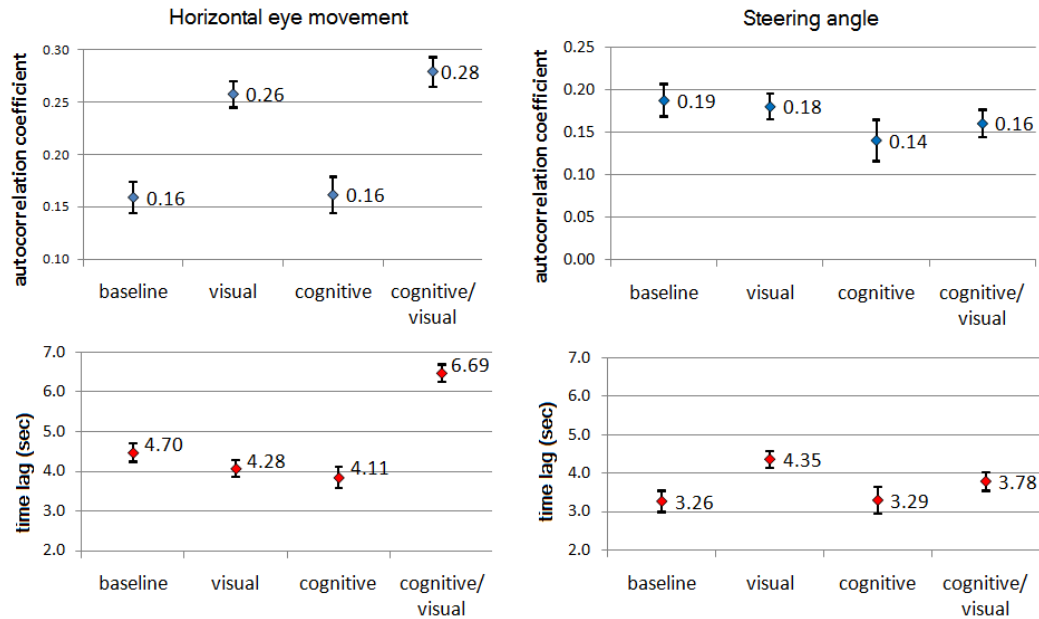 Horizontal eye movement
autocorrelation coefficient
0.30
0.25
0.20
0.15
0.10
0.16
0.26
0.16
0.28
baseline
visual
cognitive
cognitive/
visual
Steering angle
autocorrelation coefficient
0.25
0.20
0.15
0.10
0.05
0.00
0.19
0.18
0.14
0.16
baseline
visual
cognitive
cognitive/
visual
time lag (sec)
7.0
6.0
5.0
4.0
3.0
2.0
4.70
4.28
4.11
6.69
baseline
visual
cognitive
cognitive/
visual
time lag (sec)
7.0
6.0
5.0
4.0
3.0
2.0
3.26
4.35
3.29
3.78
baseline
visual
cognitive
cognitive/
visual